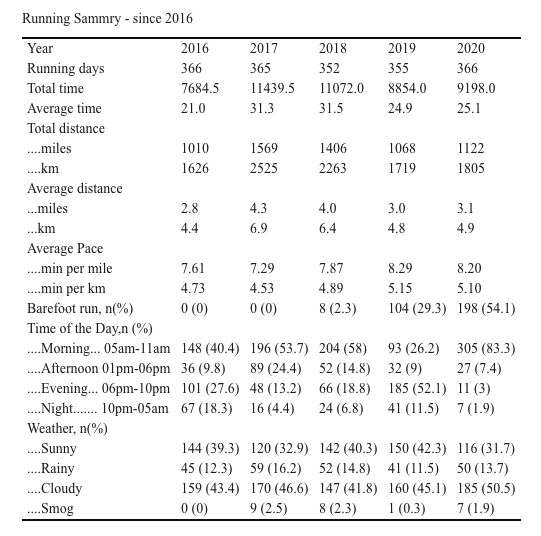 Running Sammry - since 2016
Year 2016 2017 2018 2019 2020
Running days 366 365 352 355 366
Total time 7684.5 11439.5 11072.0 8854.0 9198.0
Average time 21.0 31.3 31.5 24.9 25.1
Total distance
....miles 1010 1569 1406 1068 1122
....km 1626 2525 2263 1719 1805
Average distance
...miles 2.8 4.3 4.0 3.0 3.1
...km 4.4 6.9 6.4 4.8 4.9
Average Pace
....min per mile 7.61 7.29 7.87 8.29 8.20
....min per km 4.73 4.53 4.89 5.15 5.10
Barefoot run, n(%) 0 (0) 0 (0) 8 (2.3) 104 (29.3) 198 (54.1)
Time of the Day,n (%)
....Morning... 05am-11am 148 (40.4) 196 (53.7) 204 (58) 93 (26.2) 305 (83.3)
....Afternoon 01pm-06pm 36 (9.8) 89 (24.4) 52 (14.8) 32 (9) 27 (7.4)
....Evening... 06pm-10pm 101 (27.6) 48 (13.2) 66 (18.8) 185 (52.1) 11 (3)
....Night....... 10pm-05am 67 (18.3) 16 (4.4) 24 (6.8) 41 (11.5) 7 (1.9)
Weather, n(%)
....Sunny 144 (39.3) 120 (32.9) 142 (40.3) 150 (42.3) 116 (31.7)
....Rainy 45 (12.3) 59 (16.2) 52 (14.8) 41 (11.5) 50 (13.7)
....Cloudy 159 (43.4) 170 (46.6) 147 (41.8) 160 (45.1) 185 (50.5)
....Smog 0 (0) 9 (2.5) 8 (2.3) 1 (0.3) 7 (1.9)